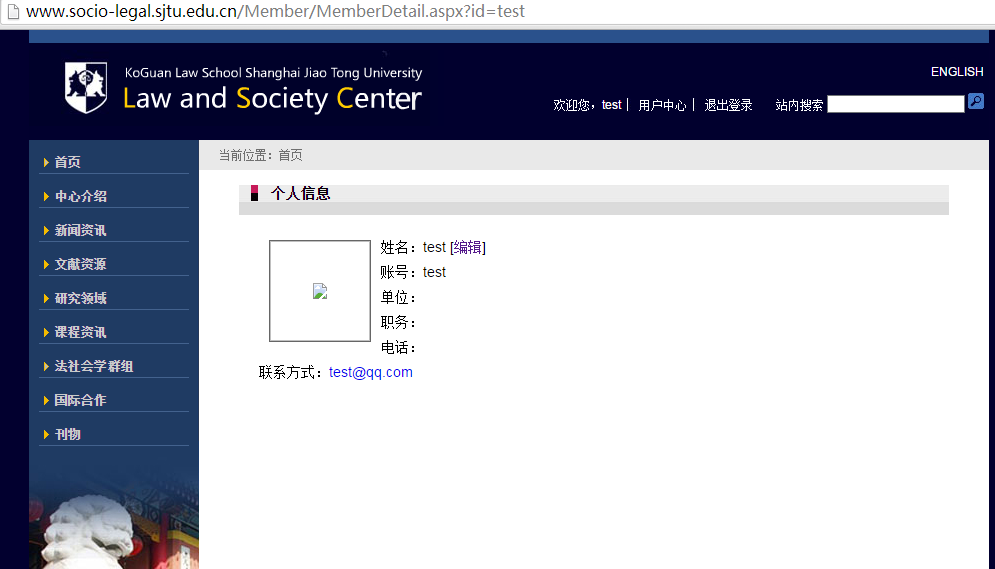 www.socio-legal.sjtu.edu.cn/Member/MemberDetail.aspx?id=test
KoGuan Law School Shanghai Jiao Tong University
Law and Society Center
ENGLISH
欢迎您，test | 用户中心 | 退出登录 站内搜索
首页
中心介绍
新闻资讯
文献资源
研究领域
课程资讯
法社会学群组
国际合作
刊物
当前位置：首页
个人信息
姓名：test [编辑]
账号：test
单位：
职务：
电话：
联系方式：test@qq.com